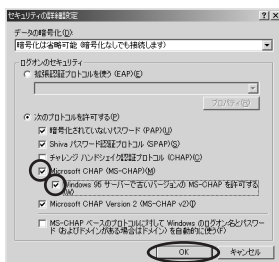 セキュリティの詳細設定
データの暗号化(D):
暗号化は省略可能 (暗号化なしでも接続します)
ログオンのセキュリティ
拡張認証プロトコルを使う (EAP)(E)
プロパティ(R)
次のプロトコルを許可する(P)
暗号化されていないパスワード (PAP)(U)
Shiva パスワード認証プロトコル (SPAP)(S)
チャレンジ ハンドシェイク認証プロトコル (CHAP)(C)
Microsoft CHAP (MS-CHAP)(M)
Windows 95 サーバーで古いバージョンの MS-CHAP を許可する
(W)
Microsoft CHAP Version 2 (MS-CHAP v2)(I)
MS-CHAP ベースのプロトコルに対して Windows のログオン名とパスワー
ド (およびドメインがある場合はドメイン) を自動的に使う(F)
OK キャンセル